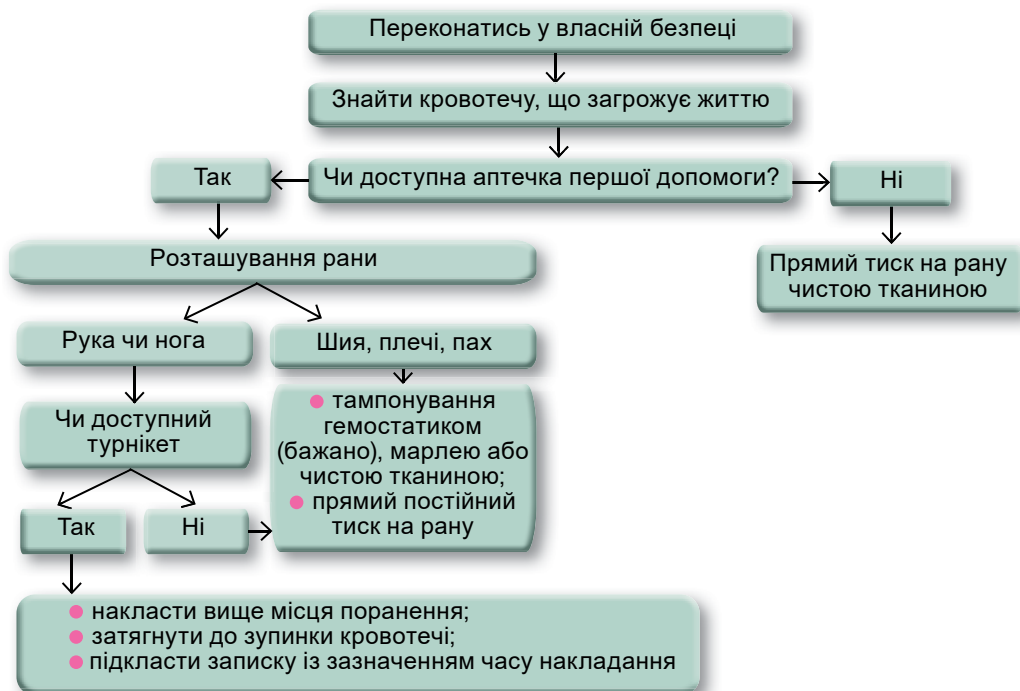 Переконатись у власній безпеці
Знайти кровотечу, що загрожує життю
Так
Чи доступна аптечка першої допомоги?
Ні
Розташування рани
Прямий тиск на рану
чистою тканиною
Рука чи нога
Шия, плечі, пах
Чи доступний
турнікет
● тампонування
гемостатиком
(бажано), марлею або
чистою тканиною;
● прямий постійний
тиск на рану
Так
Ні
● накласти вище місця поранення;
● затягнути до зупинки кровотечі;
● підкласти записку із зазначенням часу накладання